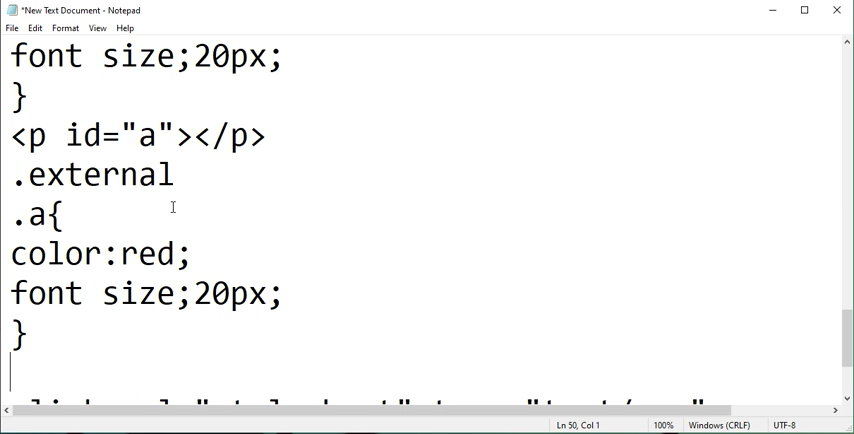 *New Text Document - Notepad
File Edit Format View Help
font size;20px;
}
<p id="a"></p>
.external
.a{
color:red;
font size;20px;
}
Ln 50, Col 1 100% Windows (CRLF) UTF-8